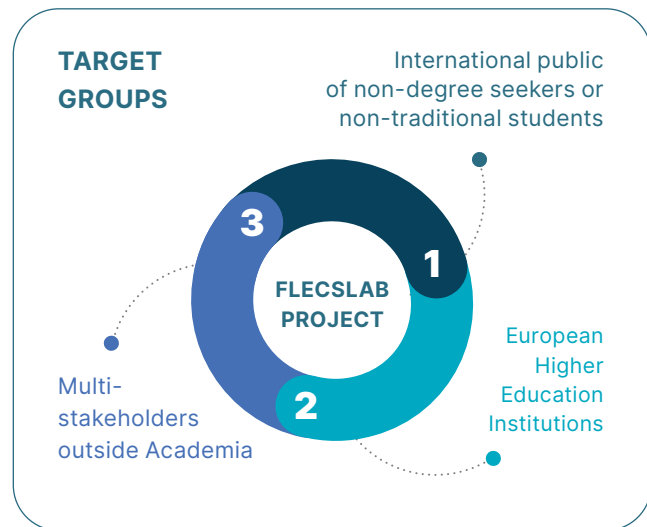 TARGET
GROUPS
International public
of non-degree seekers or
non-traditional students
3
1
FLECSLAB
PROJECT
European
Higher
Education
Institutions
2
Multi-
stakeholders
outside Academia